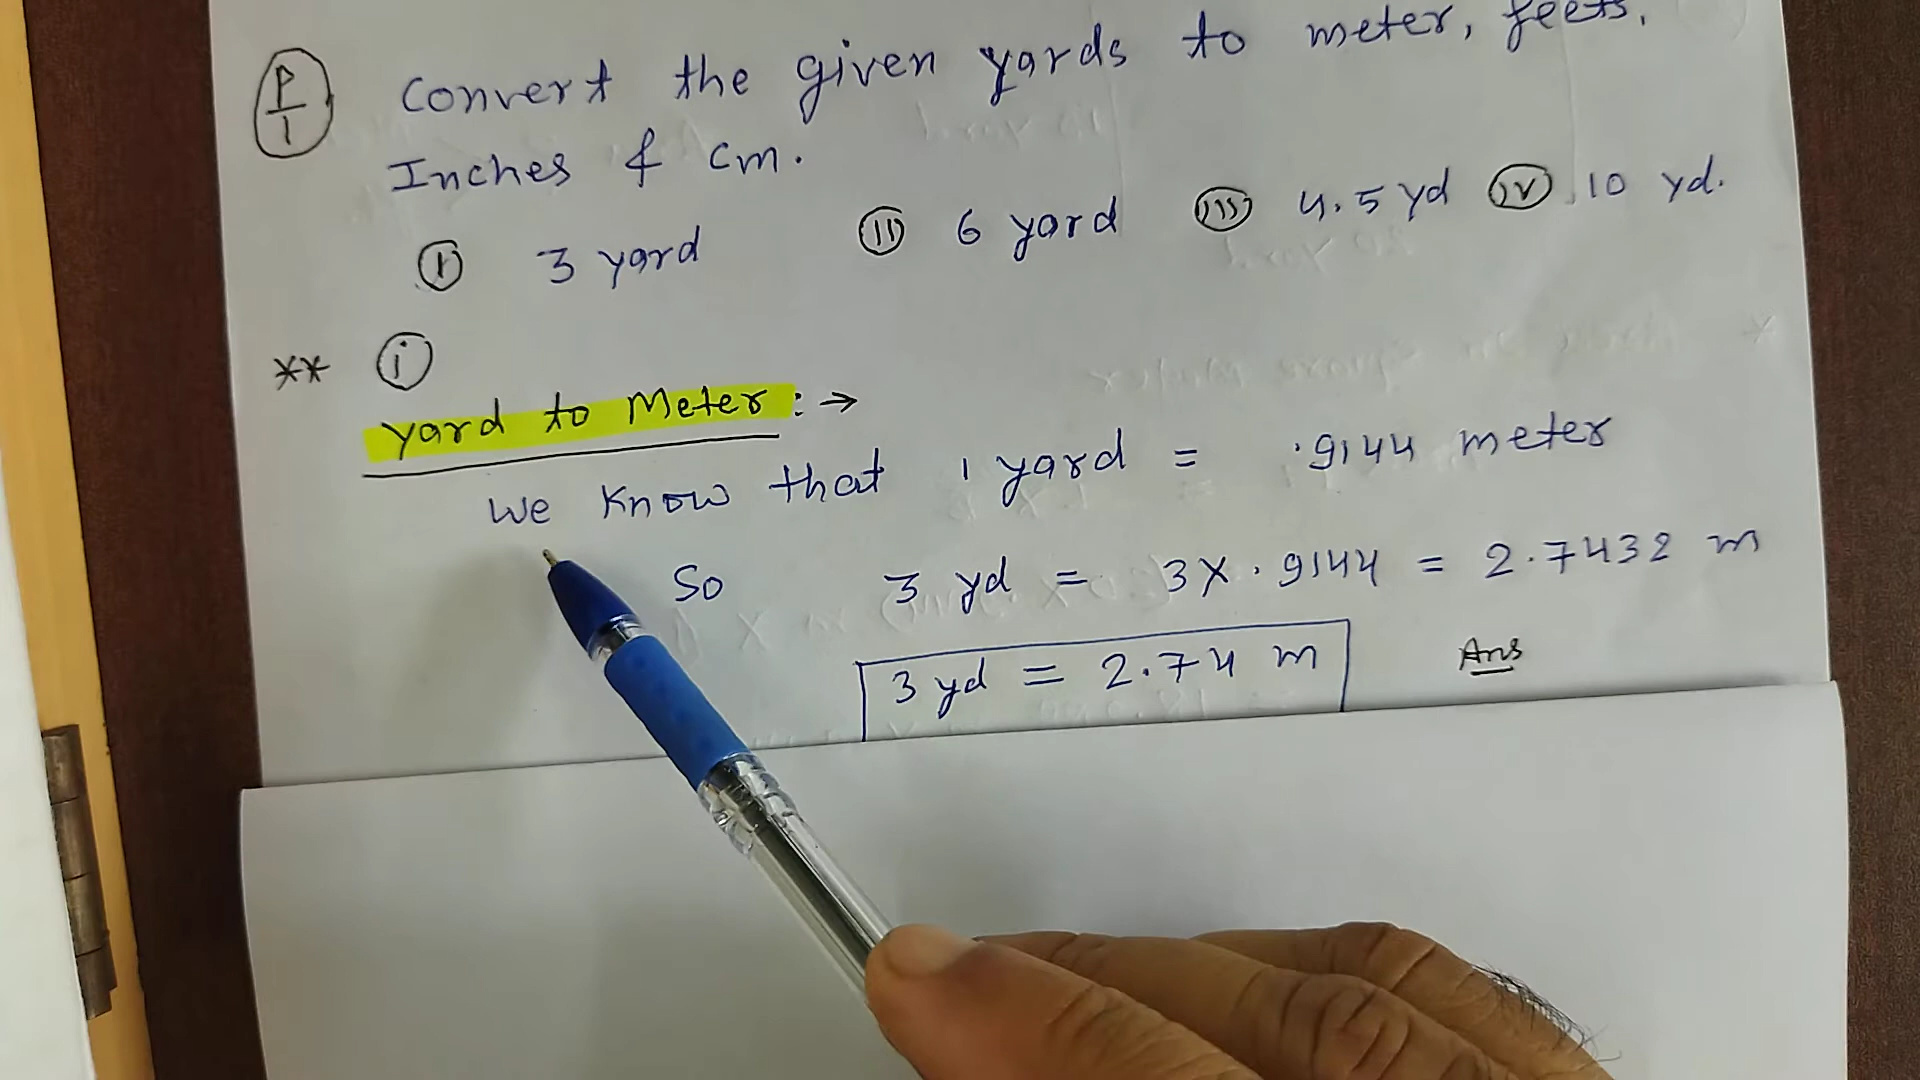 P/1 Convert the given yards to meter, feets,
Inches & cm.
(i) 3 yard (ii) 6 yard (iii) 4.5 yd (iv) 10 yd.
** (i)
Yard to Meter :→
We know that 1 yard = .9144 meter
So 3 yd = 3x.9144 = 2.7432 m
3 yd = 2.74 m Ans